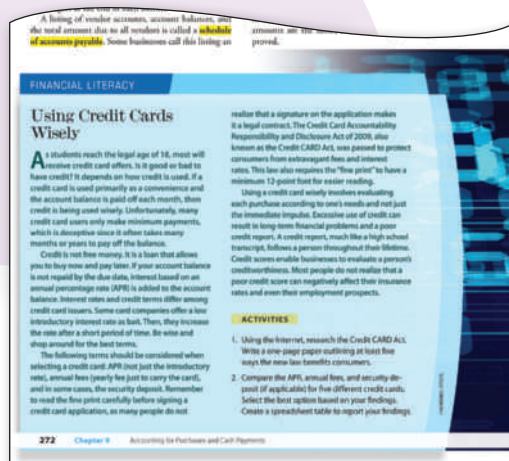 A listing of vendor accounts, account balances, and
the total amount due to all vendors is called a schedule
of accounts payable. Some businesses call this listing an
amounts are the
proved.
FINANCIAL LITERACY
Using Credit Cards
Wisely
As students reach the legal age of 18, most will
receive credit card offers. Is it good or bad to
have credit? It depends on how credit is used. If a
credit card is used primarily as a convenience and
the account balance is paid off each month, then
credit is being used wisely. Unfortunately, many
credit card users only make minimum payments,
which is deceptive since it often takes many
months or years to pay off the balance.
Credit is not free money. It is a loan that allows
you to buy now and pay later. If your account balance
is not repaid by the due date, interest based on an
annual percentage rate (APR) is added to the account
balance. Interest rates and credit terms differ among
credit card issuers. Some card companies offer a low
introductory interest rate as bait. Then, they increase
the rate after a short period of time. Be wise and
shop around for the best terms.
The following terms should be considered when
selecting a credit card: APR (not just the introductory
rate), annual fees (yearly fee just to carry the card),
and in some cases, the security deposit. Remember
to read the fine print carefully before signing a
credit card application, as many people do not
realize that a signature on the application makes
it a legal contract. The Credit Card Accountability
Responsibility and Disclosure Act of 2009, also
known as the Credit CARD Act, was passed to protect
consumers from extravagant fees and interest
rates. This law also requires the "fine print" to have a
minimum 12-point font for easier reading.
Using a credit card wisely involves evaluating
each purchase according to one's needs and not just
the immediate impulse. Excessive use of credit can
result in long-term financial problems and a poor
credit report. A credit report, much like a high school
transcript, follows a person throughout their lifetime.
Credit scores enable businesses to evaluate a person's
creditworthiness. Most people do not realize that a
poor credit score can negatively affect their insurance
rates and even their employment prospects.
ACTIVITIES
1. Using the Internet, research the Credit CARD Act.
Write a one-page paper outlining at least five
ways the new law benefits consumers.
2. Compare the APR, annual fees, and security de-
posit (if applicable) for five different credit cards.
Select the best option based on your findings.
Create a spreadsheet table to report your findings.
272 Chapter 9 Accounting for Purchases and Cash Payments